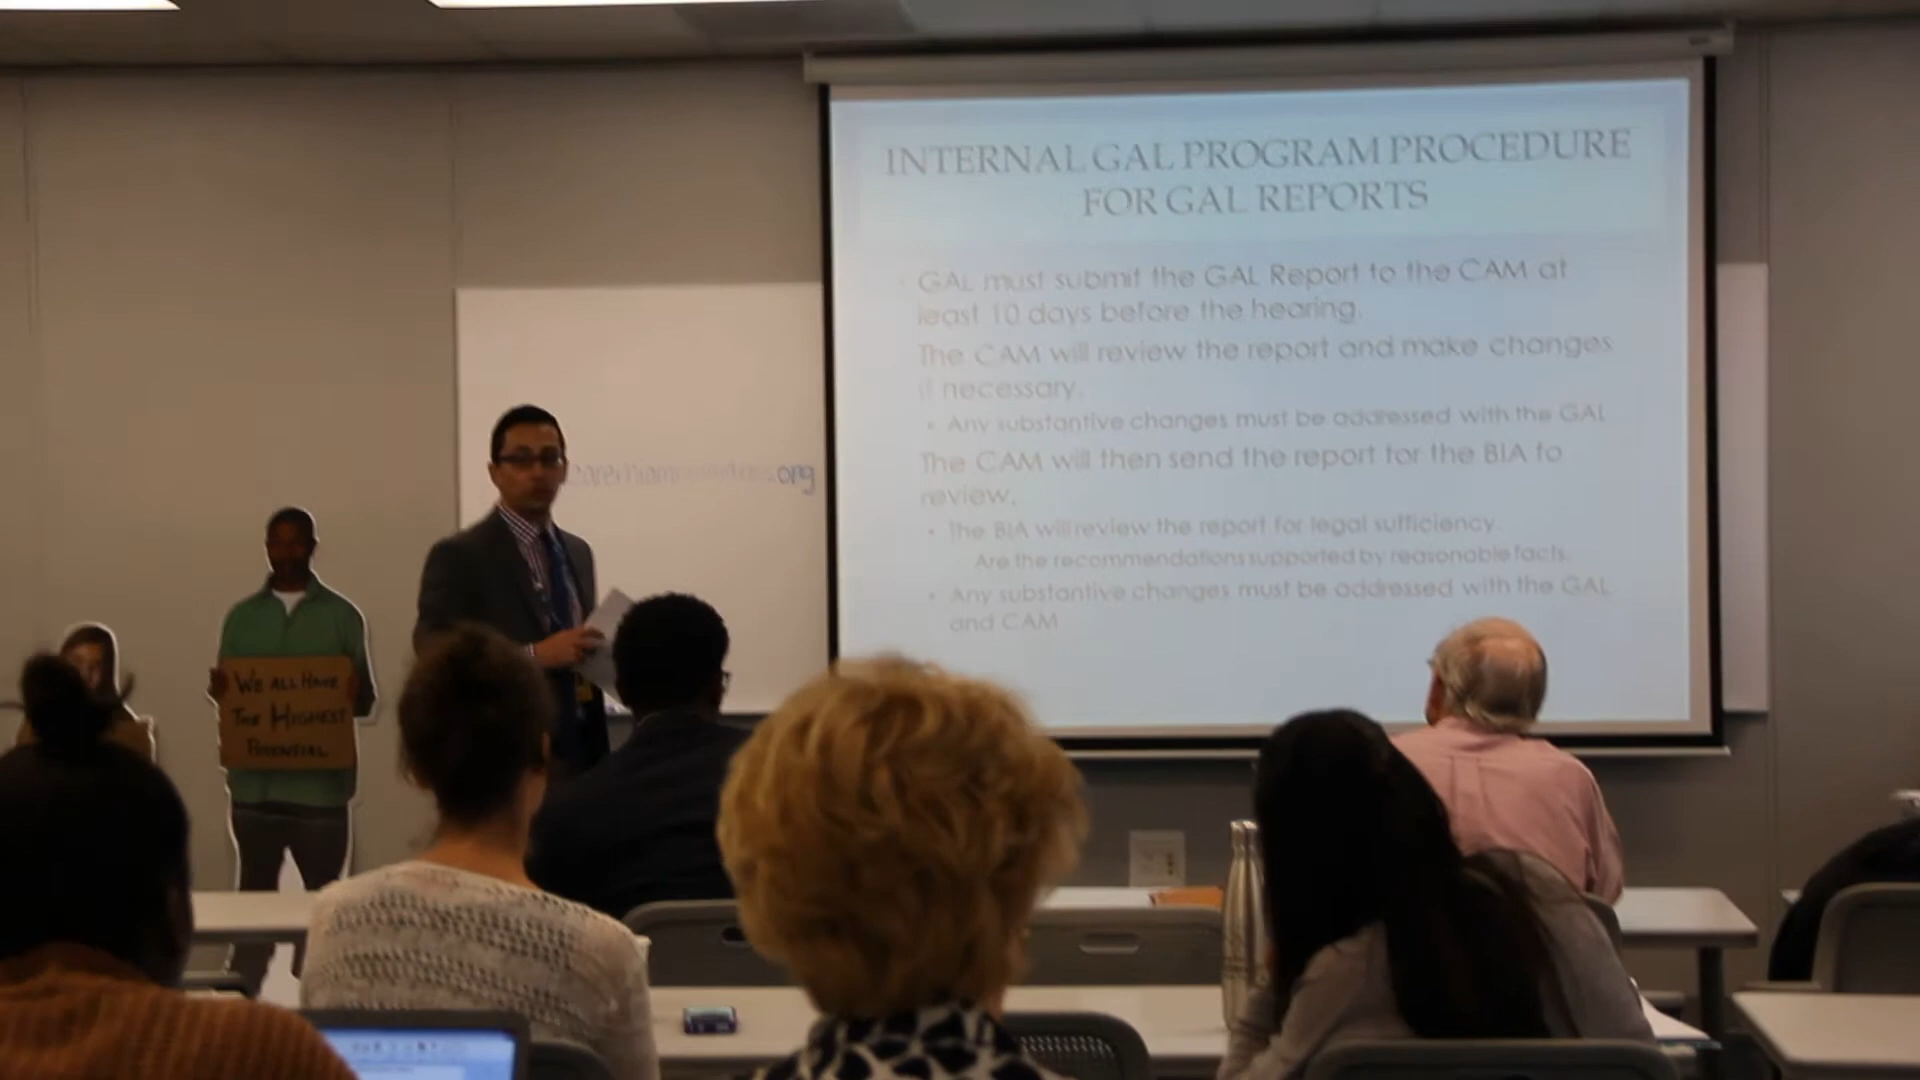 INTERNAL GAL PROGRAM PROCEDURE
FOR GAL REPORTS
GAL must submit the GAL Report to the CAM at
least 10 days before the hearing.
The CAM will review the report and make changes
if necessary.
• Any substantive changes must be addressed with the GAL
The CAM will then send the report for the BIA to
review.
• The BIA will review the report for legal sufficiency
Are the recommendations supported by reasonable facts.
• Any substantive changes must be addressed with the GAL
and CAM
.org
WE ALL HAVE
THE HIGHEST
POTENTIAL